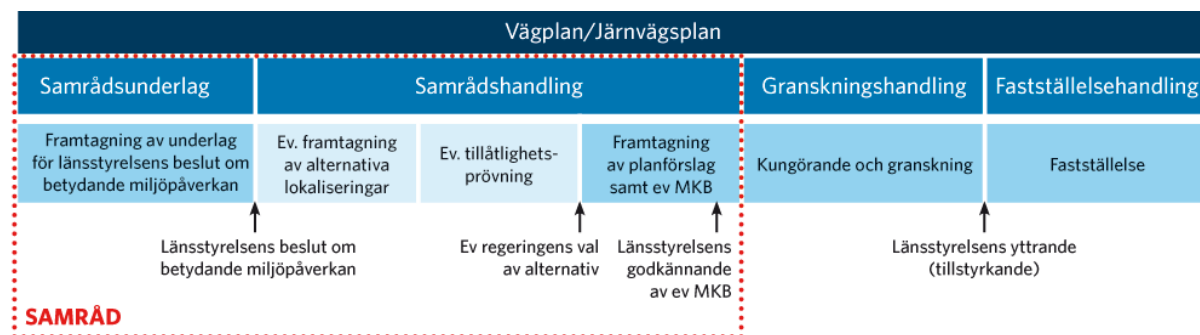 Vägplan/Järnvägsplan
Samrådsunderlag
Samrådshandling
Granskningshandling
Fastställelsehandling
Framtagning av underlag
för länsstyrelsens beslut om
betydande miljöpåverkan
Ev. framtagning
av alternativa
lokaliseringar
Ev. tillåtlighets-
prövning
Framtagning
av planförslag
samt ev MKB
Kungörande och granskning
Fastställelse
Länsstyrelsens beslut om
betydande miljöpåverkan
Ev regeringens val
av alternativ
Länsstyrelsens
godkännande
av ev MKB
Länsstyrelsens yttrande
(tillstyrkande)
SAMRÅD